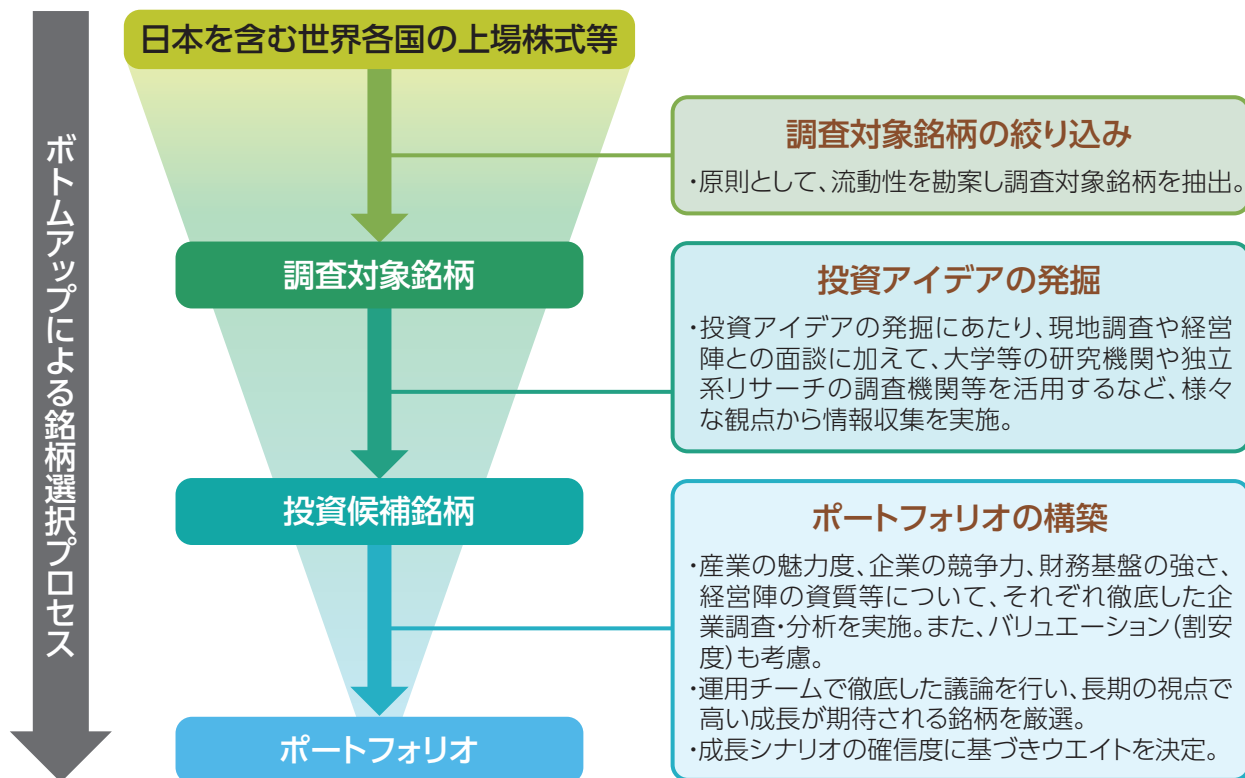 日本を含む世界各国の上場株式等
ボトムアップによる銘柄選択プロセス
調査対象銘柄の絞り込み
・原則として、流動性を勘案し調査対象銘柄を抽出。
調査対象銘柄
投資アイデアの発掘
・投資アイデアの発掘にあたり、現地調査や経営
陣との面談に加えて、大学等の研究機関や独立
系リサーチの調査機関等を活用するなど、様々
な観点から情報収集を実施。
投資候補銘柄
ポートフォリオの構築
・産業の魅力度、企業の競争力、財務基盤の強さ、
経営陣の資質等について、それぞれ徹底した企
業調査・分析を実施。また、バリュエーション(割安
度)も考慮。
・運用チームで徹底した議論を行い、長期の視点で
高い成長が期待される銘柄を厳選。
・成長シナリオの確信度に基づきウエイトを決定。
ポートフォリオ